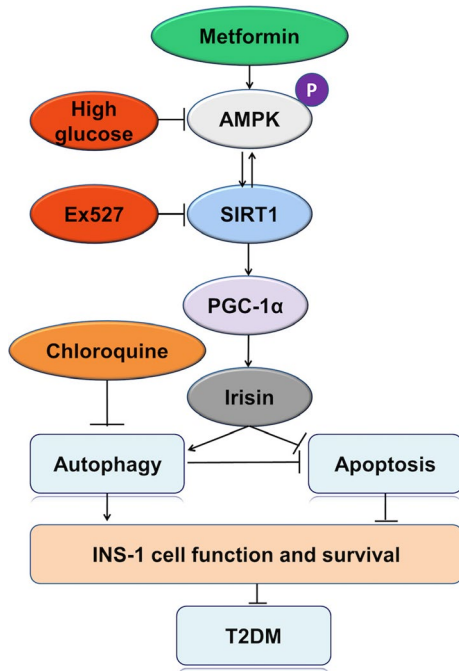 Metformin
P
High
glucose
AMPK
Ex527
SIRT1
PGC-1α
Chloroquine
Irisin
Autophagy
Apoptosis
INS-1 cell function and survival
T2DM